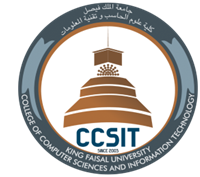 جامعة الملك فيصل
كلية علوم الحاسب و تقنية المعلومات
CCSIT
SINCE 2005
KING FAISAL UNIVERSITY
COLLEGE OF COMPUTER SCIENCES AND INFORMATION TECHNOLOGY